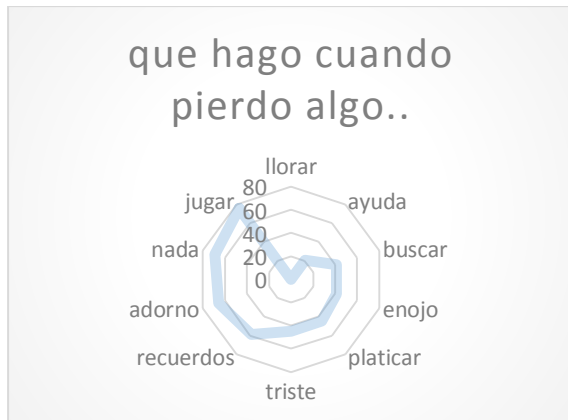 que hago cuando
pierdo algo..
llorar
80
jugar
ayuda
60
40
nada
buscar
20
0
adorno
enojo
recuerdos
platicar
triste